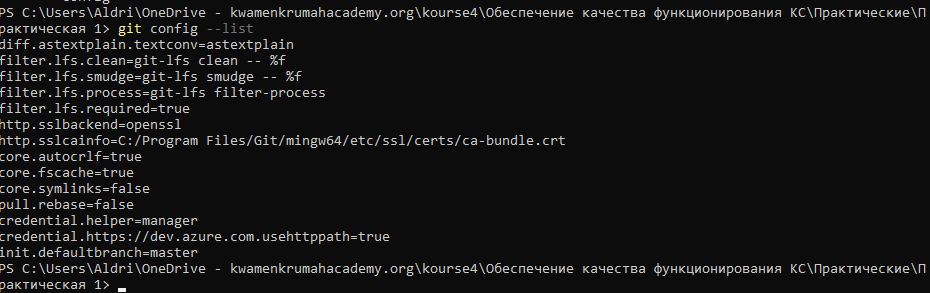 PS C:\Users\Aldri\OneDrive - kwamenkrumahacademy.org\kourse4\Обеспечение качества функционирования КС\Практические\П
рактическая 1> git config --list
diff.astextplain.textconv=astextplain
filter.lfs.clean=git-lfs clean -- %f
filter.lfs.smudge=git-lfs smudge -- %f
filter.lfs.process=git-lfs filter-process
filter.lfs.required=true
http.sslbackend=openssl
http.sslcainfo=C:/Program Files/Git/mingw64/etc/ssl/certs/ca-bundle.crt
core.autocrlf=true
core.fscache=true
core.symlinks=false
pull.rebase=false
credential.helper=manager
credential.https://dev.azure.com.usehttppath=true
init.defaultbranch=master
PS C:\Users\Aldri\OneDrive - kwamenkrumahacademy.org\kourse4\Обеспечение качества функционирования КС\Практические\П
рактическая 1>